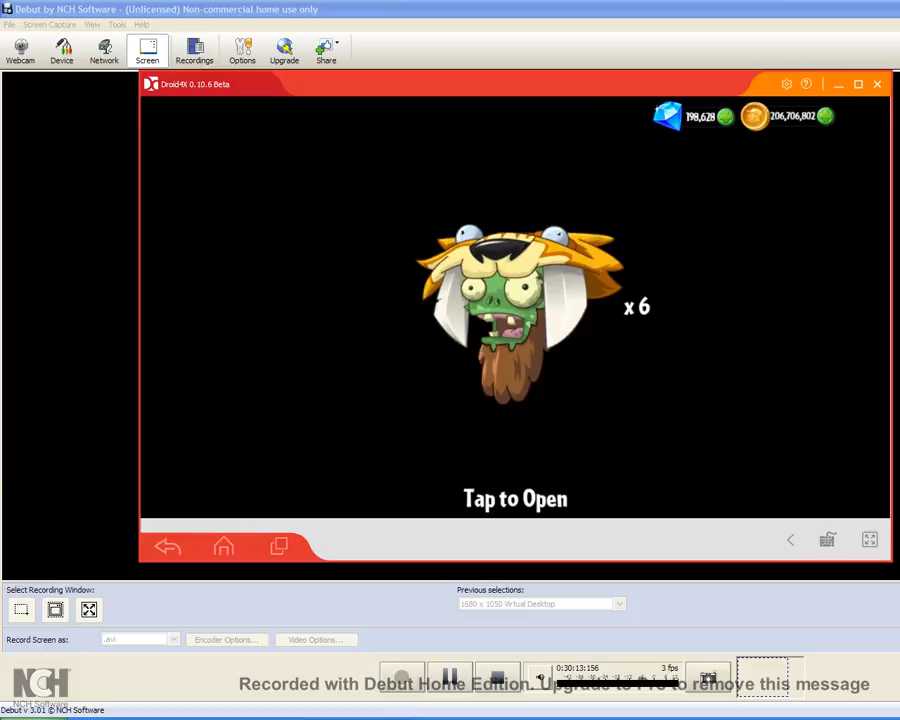 Debut by NCH Software - (Unlicensed) Non-commercial home use only
File Screen Capture View Tools Help
Webcam Device Network Screen Recordings Options Upgrade Share
Droid4X 0.10.6 Beta
198,628 206,706,802
x 6
Tap to Open
Select Recording Window:
Previous selections:
1680 x 1050 Virtual Desktop
Record Screen as: .avi Encoder Options... Video Options...
0:30:13:156 3 fps
Recorded with Debut Home Edition. Upgrade to Pro to remove this message
NCH
NCH Software
Debut v 3.01 © NCH Software